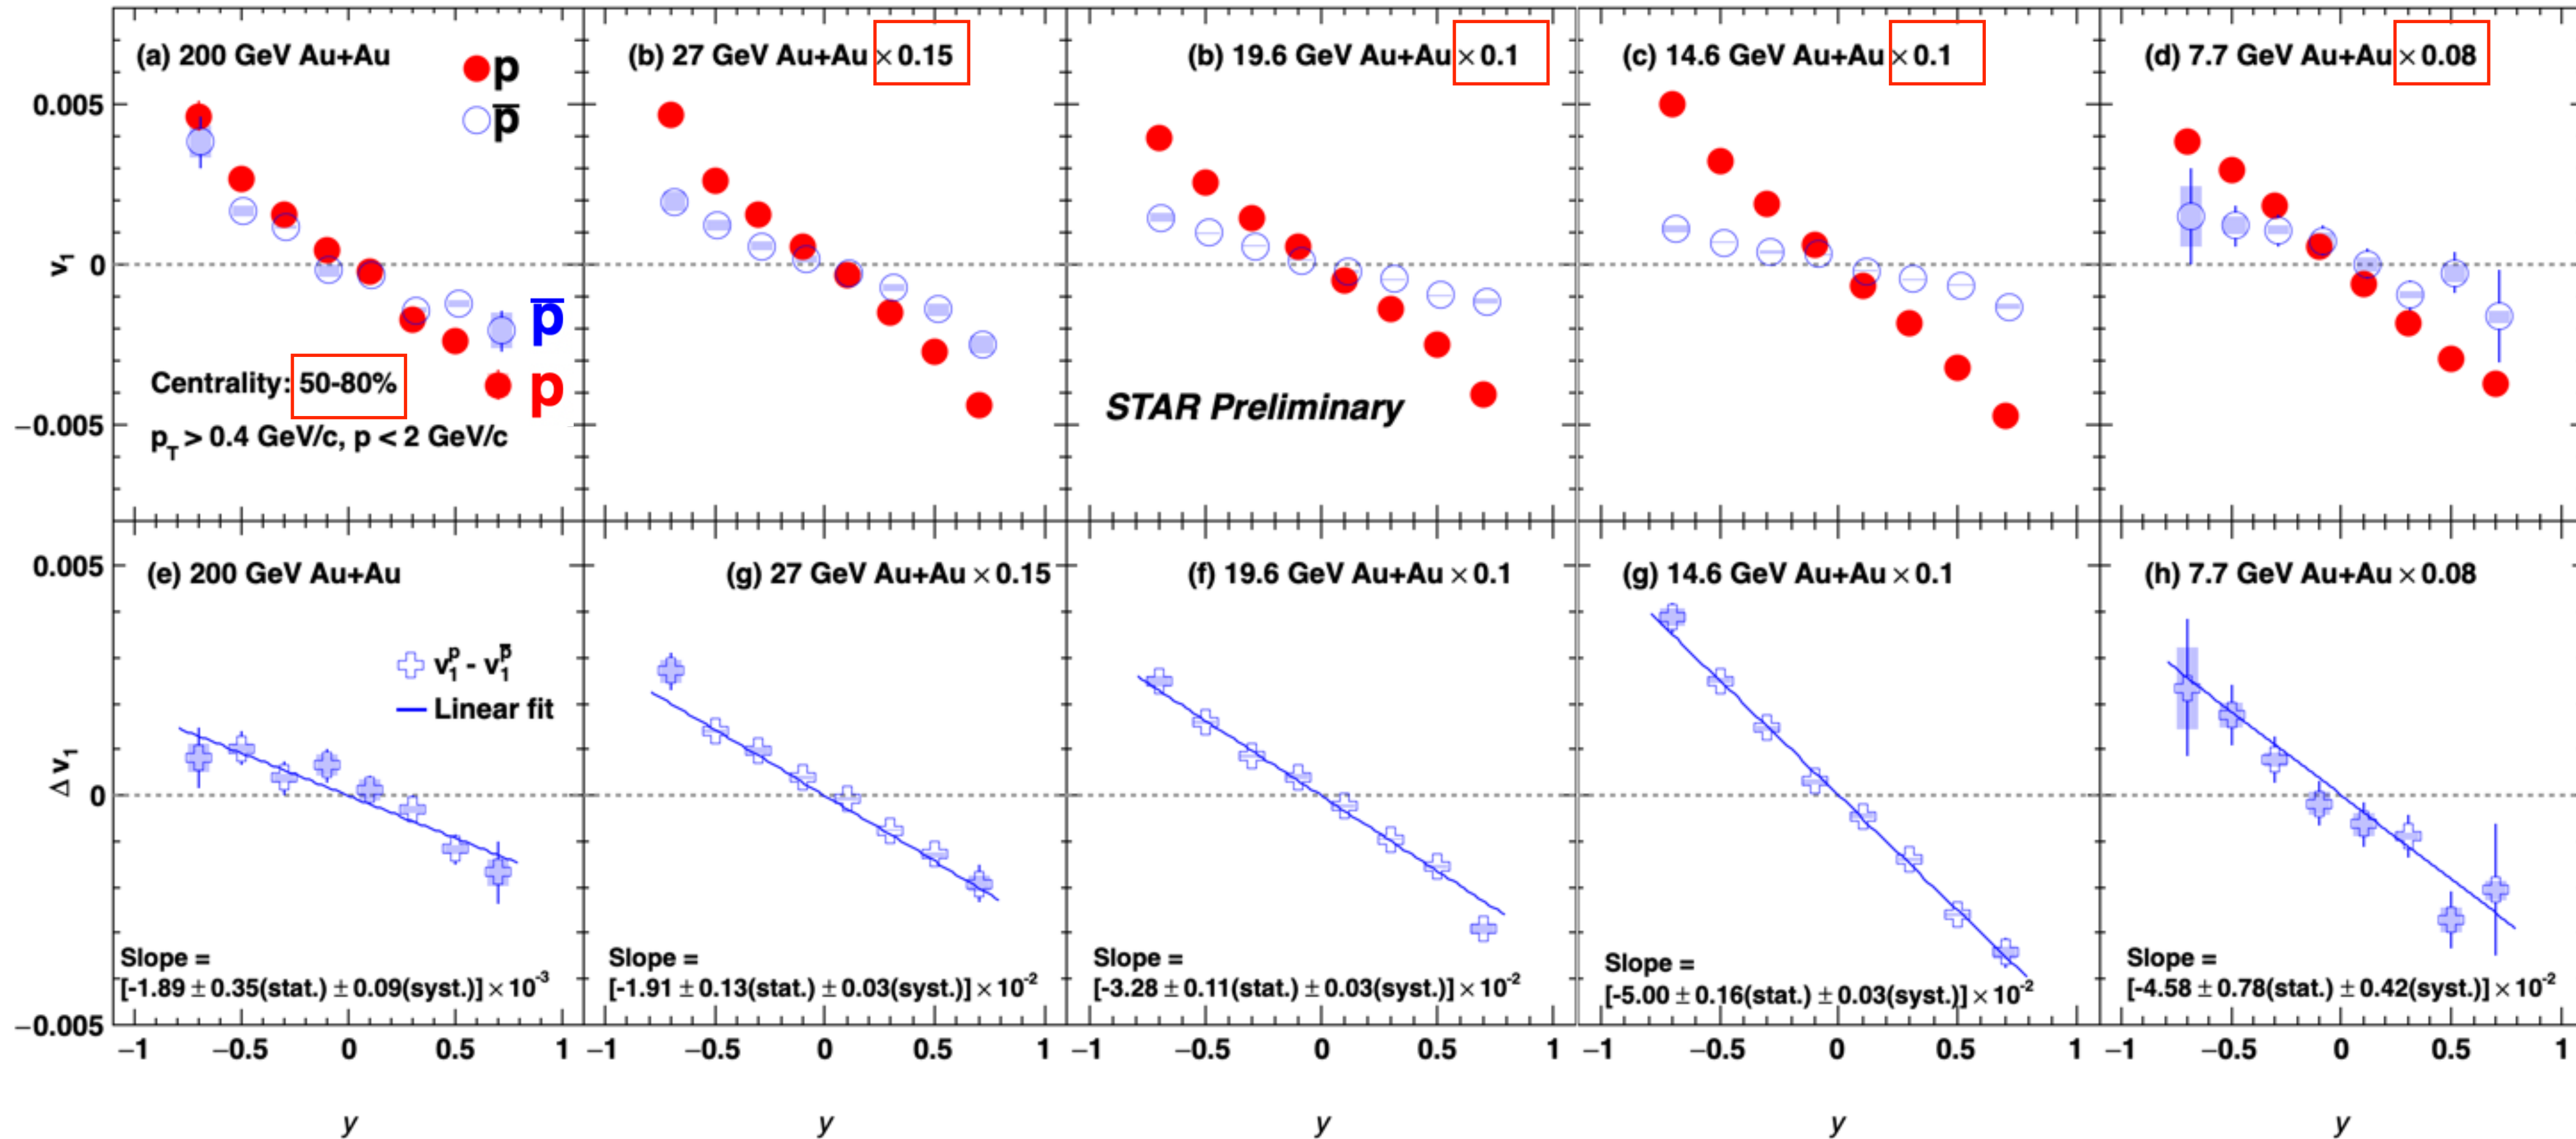 (a) 200 GeV Au+Au
p
p̅
(b) 27 GeV Au+Au × 0.15
(b) 19.6 GeV Au+Au × 0.1
(c) 14.6 GeV Au+Au × 0.1
(d) 7.7 GeV Au+Au × 0.08
0.005
0
−0.005
v₁
p̅
p
Centrality: 50-80%
p_T > 0.4 GeV/c, p < 2 GeV/c
STAR Preliminary
(e) 200 GeV Au+Au
(g) 27 GeV Au+Au × 0.15
(f) 19.6 GeV Au+Au × 0.1
(g) 14.6 GeV Au+Au × 0.1
(h) 7.7 GeV Au+Au × 0.08
0.005
0
−0.005
Δ v₁
v₁^p - v₁^p̅
Linear fit
Slope =
[-1.89 ± 0.35(stat.) ± 0.09(syst.)] × 10⁻³
Slope =
[-1.91 ± 0.13(stat.) ± 0.03(syst.)] × 10⁻²
Slope =
[-3.28 ± 0.11(stat.) ± 0.03(syst.)] × 10⁻²
Slope =
[-5.00 ± 0.16(stat.) ± 0.03(syst.)] × 10⁻²
Slope =
[-4.58 ± 0.78(stat.) ± 0.42(syst.)] × 10⁻²
−1 −0.5 0 0.5 1
−1 −0.5 0 0.5 1
−1 −0.5 0 0.5 1
−1 −0.5 0 0.5 1
−1 −0.5 0 0.5 1
y
y
y
y
y